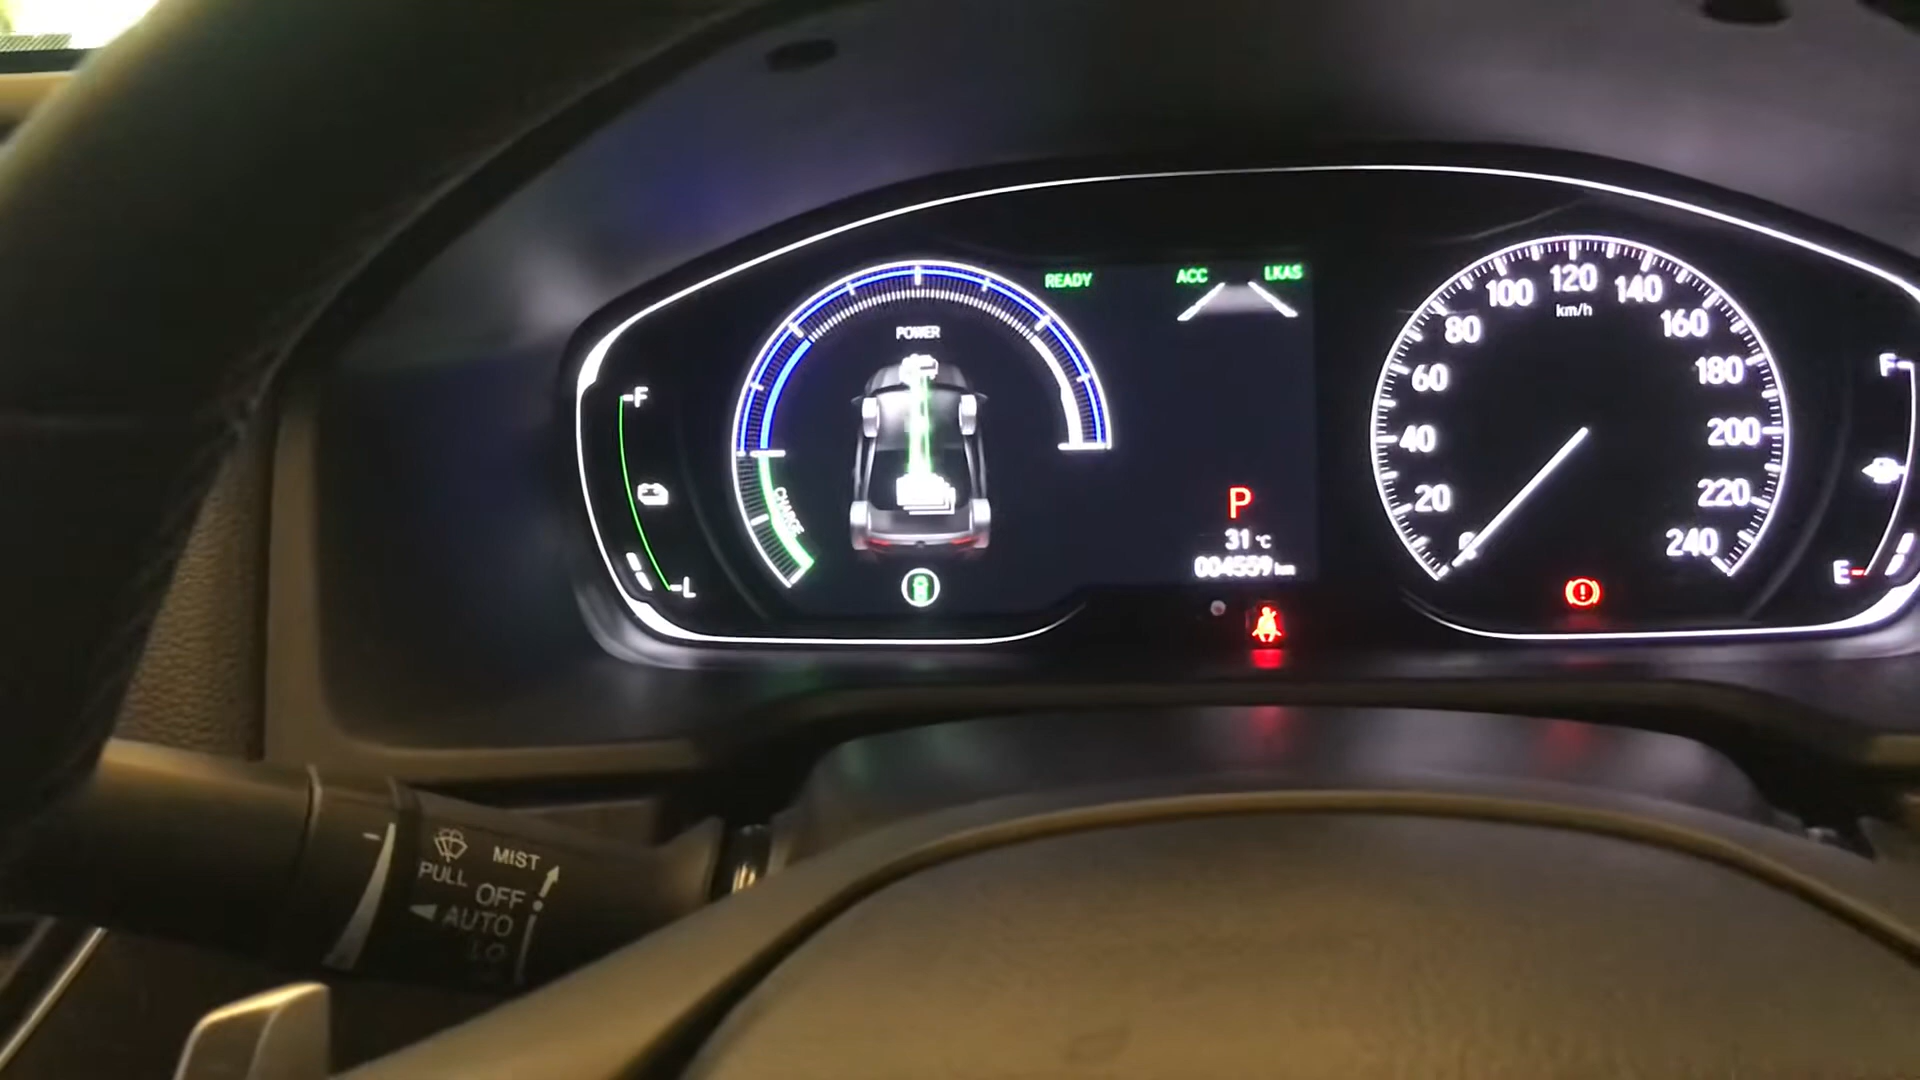 READY
ACC
LKAS
POWER
CHARGE
F
L
P
31 °C
004559 km
20
40
60
80
100
120
140
160
180
200
220
240
km/h
F
E
MIST
PULL
OFF
AUTO
LO